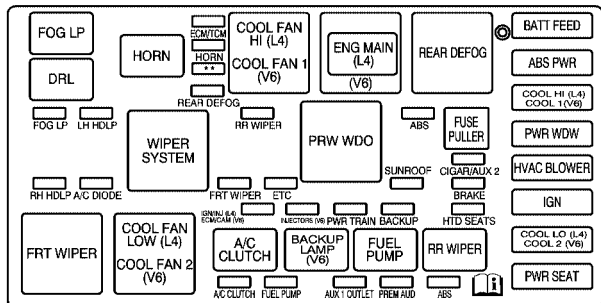 FOG LP
DRL
HORN
ECM/TCM
HORN
**
REAR DEFOG
COOL FAN
HI (L4)
COOL FAN 1
(V6)
ENG MAIN
(L4)
(V6)
REAR DEFOG
BATT FEED
ABS PWR
COOL HI (L4)
COOL 1 (V6)
PWR WDW
HVAC BLOWER
IGN
COOL LO (L4)
COOL 2 (V6)
PWR SEAT
FOG LP
LH HDLP
WIPER
SYSTEM
RR WIPER
PRW WDO
ABS
FUSE
PULLER
SUNROOF
CIGAR/AUX 2
RH HDLP
A/C DIODE
FRT WIPER
ETC
BRAKE
IGN/INJ (L4)
ECM/CAM (V6)
INJECTORS (V6)
PWR TRAIN
BACKUP
HTD SEATS
FRT WIPER
COOL FAN
LOW (L4)
COOL FAN 2
(V6)
A/C
CLUTCH
BACKUP
LAMP
(V6)
FUEL
PUMP
RR WIPER
A/C CLUTCH
FUEL PUMP
AUX 1 OUTLET
PREM AUD
ABS